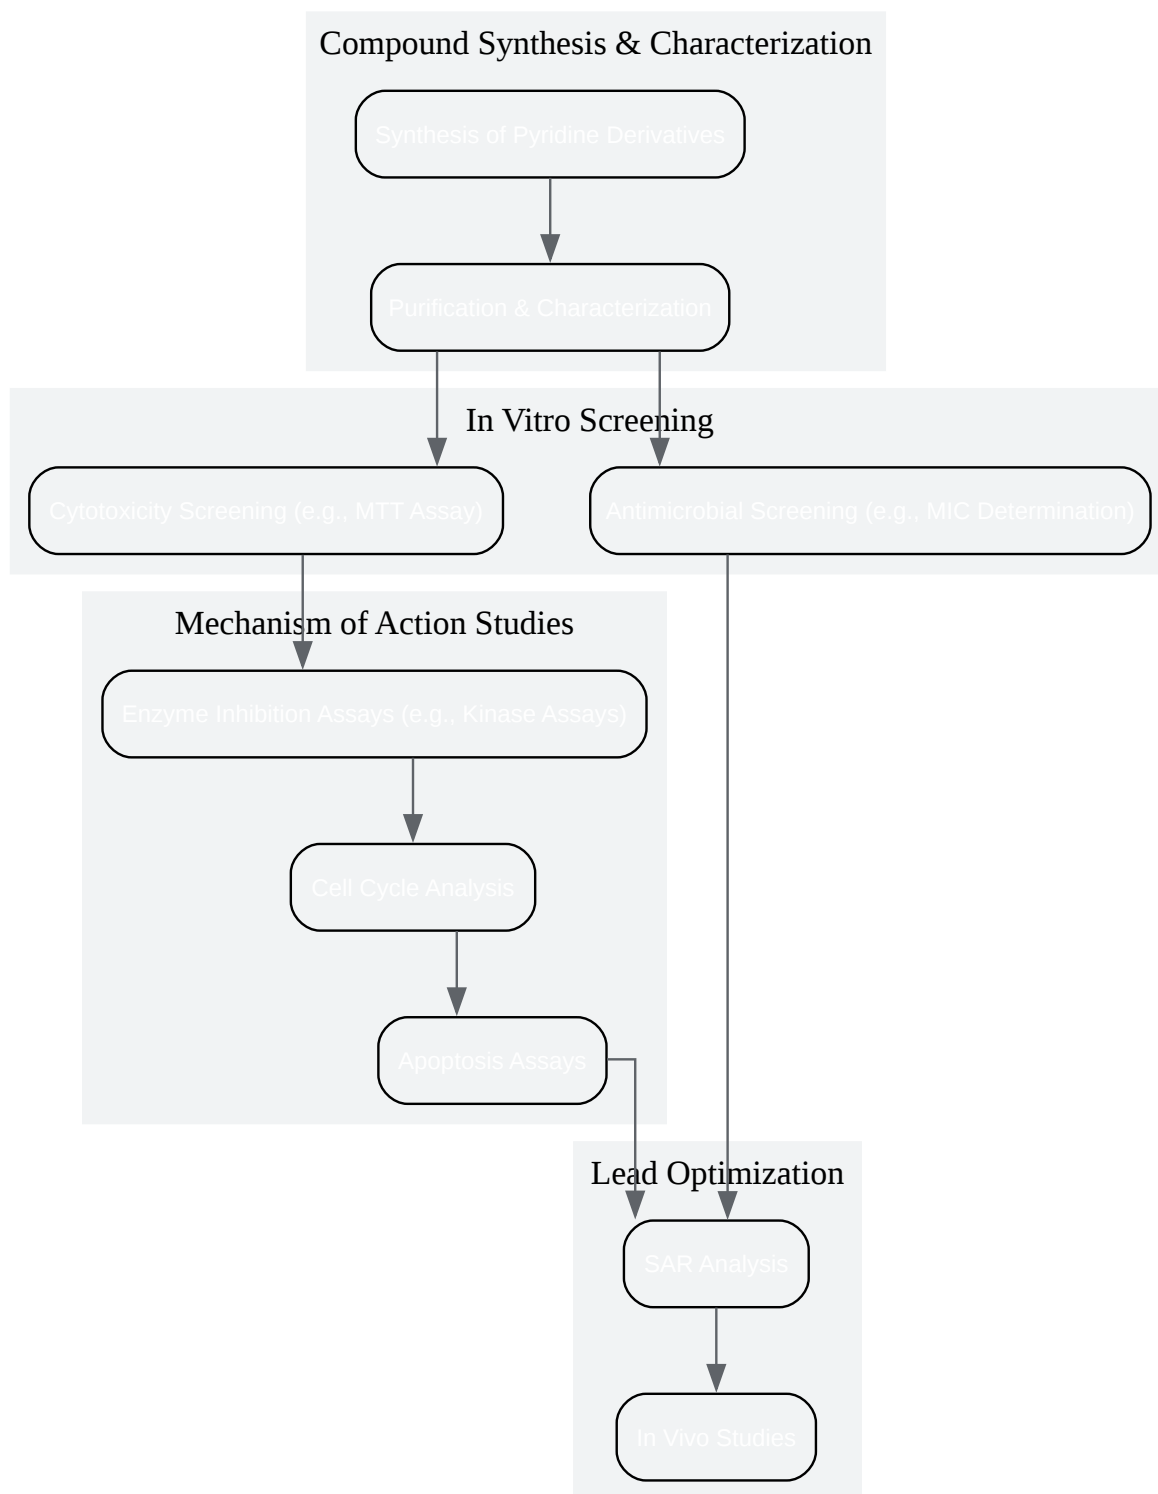 Compound Synthesis & Characterization
Synthesis of Pyridine Derivatives
Purification & Characterization
In Vitro Screening
Cytotoxicity Screening (e.g., MTT Assay)
Antimicrobial Screening (e.g., MIC Determination)
Mechanism of Action Studies
Enzyme Inhibition Assays (e.g., Kinase Assays)
Cell Cycle Analysis
Apoptosis Assays
Lead Optimization
SAR Analysis
In Vivo Studies